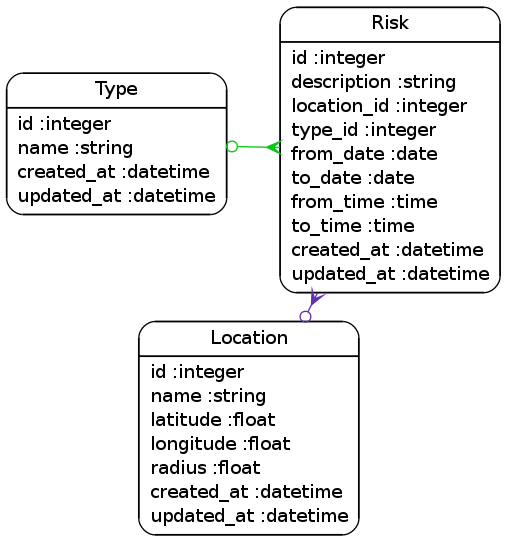 Risk
id :integer
description :string
location_id :integer
type_id :integer
from_date :date
to_date :date
from_time :time
to_time :time
created_at :datetime
updated_at :datetime
Type
id :integer
name :string
created_at :datetime
updated_at :datetime
Location
id :integer
name :string
latitude :float
longitude :float
radius :float
created_at :datetime
updated_at :datetime